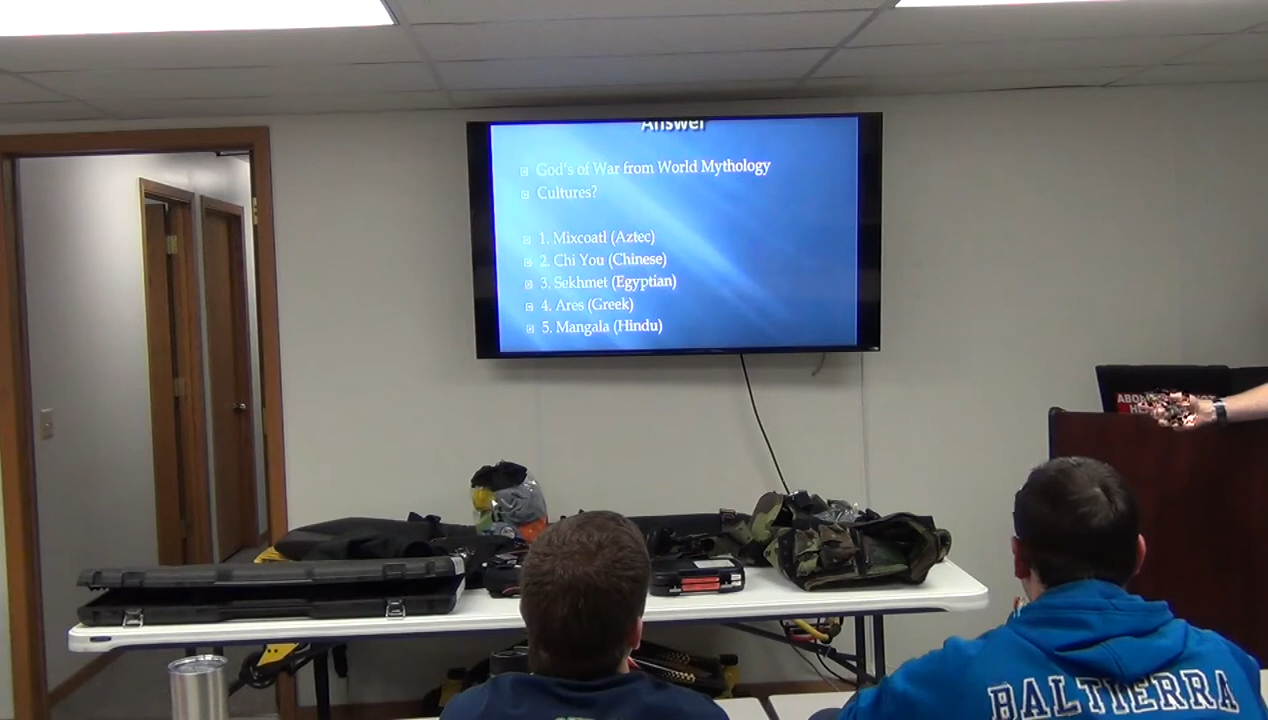 Answer
God's of War from World Mythology
Cultures?
1. Mixcoatl (Aztec)
2. Chi You (Chinese)
3. Sekhmet (Egyptian)
4. Ares (Greek)
5. Mangala (Hindu)
BALTIERRA